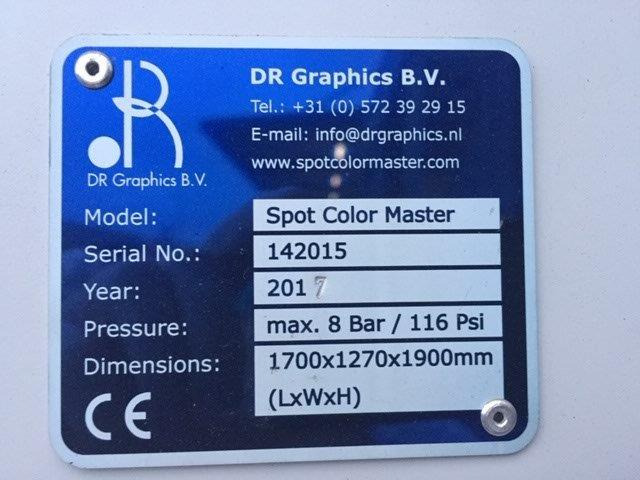 DR Graphics B.V.
DR Graphics B.V.
Tel.: +31 (0) 572 39 29 15
E-mail: info@drgraphics.nl
www.spotcolormaster.com
Model: Spot Color Master
Serial No.: 142015
Year: 2017
Pressure: max. 8 Bar / 116 Psi
Dimensions: 1700x1270x1900mm
(LxWxH)
CE